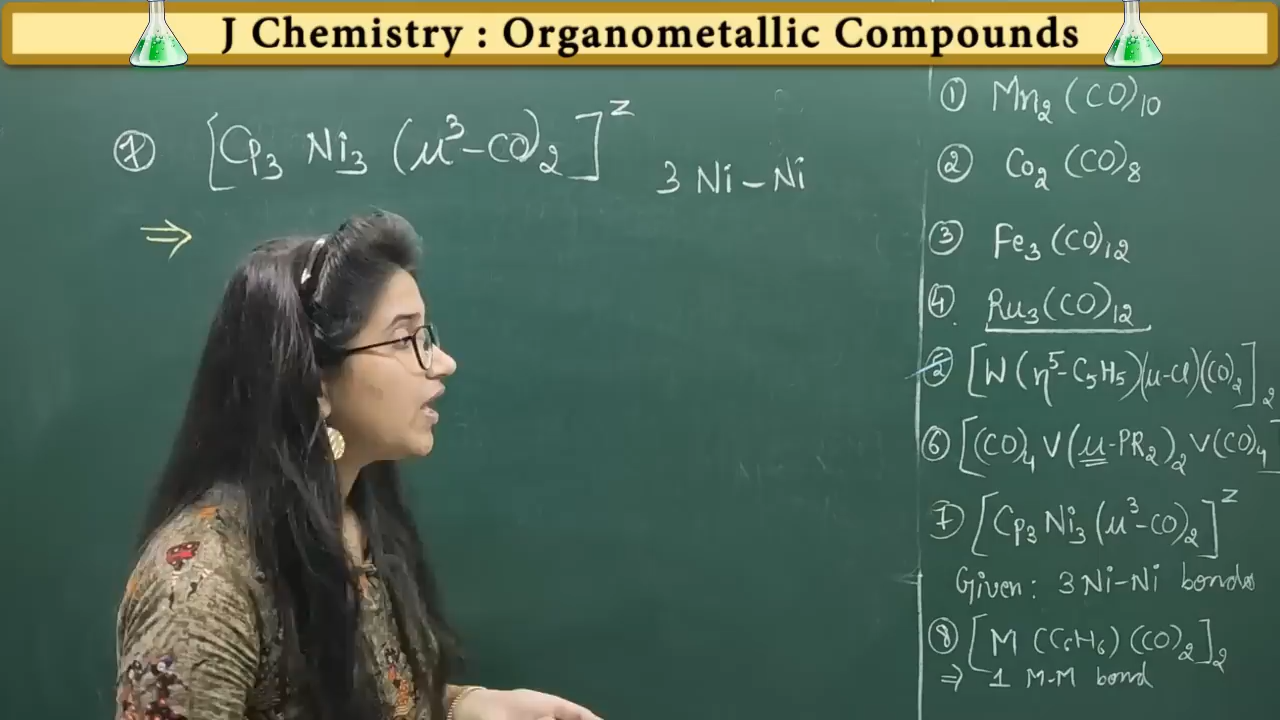 J Chemistry : Organometallic Compounds
⑦ [Cp₃ Ni₃ (μ³-CO)₂]ᶻ
3 Ni – Ni
⇒
① Mn₂ (CO)₁₀
② Co₂ (CO)₈
③ Fe₃ (CO)₁₂
④ Ru₃(CO)₁₂
⑤ [W(η⁵-C₅H₅)(μ-Cl)(CO)₂]₂
⑥ [(CO)₄ V(μ-PR₂)₂ V(CO)₄]
⑦ [Cp₃ Ni₃ (μ³-CO)₂]ᶻ
Given: 3 Ni-Ni bonds
⑧ [M (C₆H₆) (CO)₂]₂
⇒ 1 M-M bond